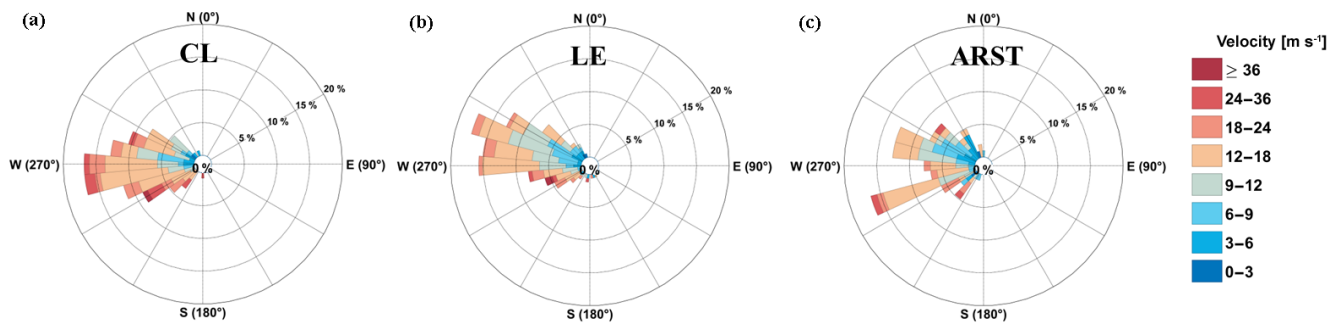 (a)
CL
N (0°)
E (90°)
S (180°)
W (270°)
0 %
5 %
10 %
15 %
20 %
(b)
LE
N (0°)
E (90°)
S (180°)
W (270°)
0 %
5 %
10 %
15 %
20 %
(c)
ARST
N (0°)
E (90°)
S (180°)
W (270°)
0 %
5 %
10 %
15 %
20 %
Velocity [m s⁻¹]
≥ 36
24–36
18–24
12–18
9–12
6–9
3–6
0–3